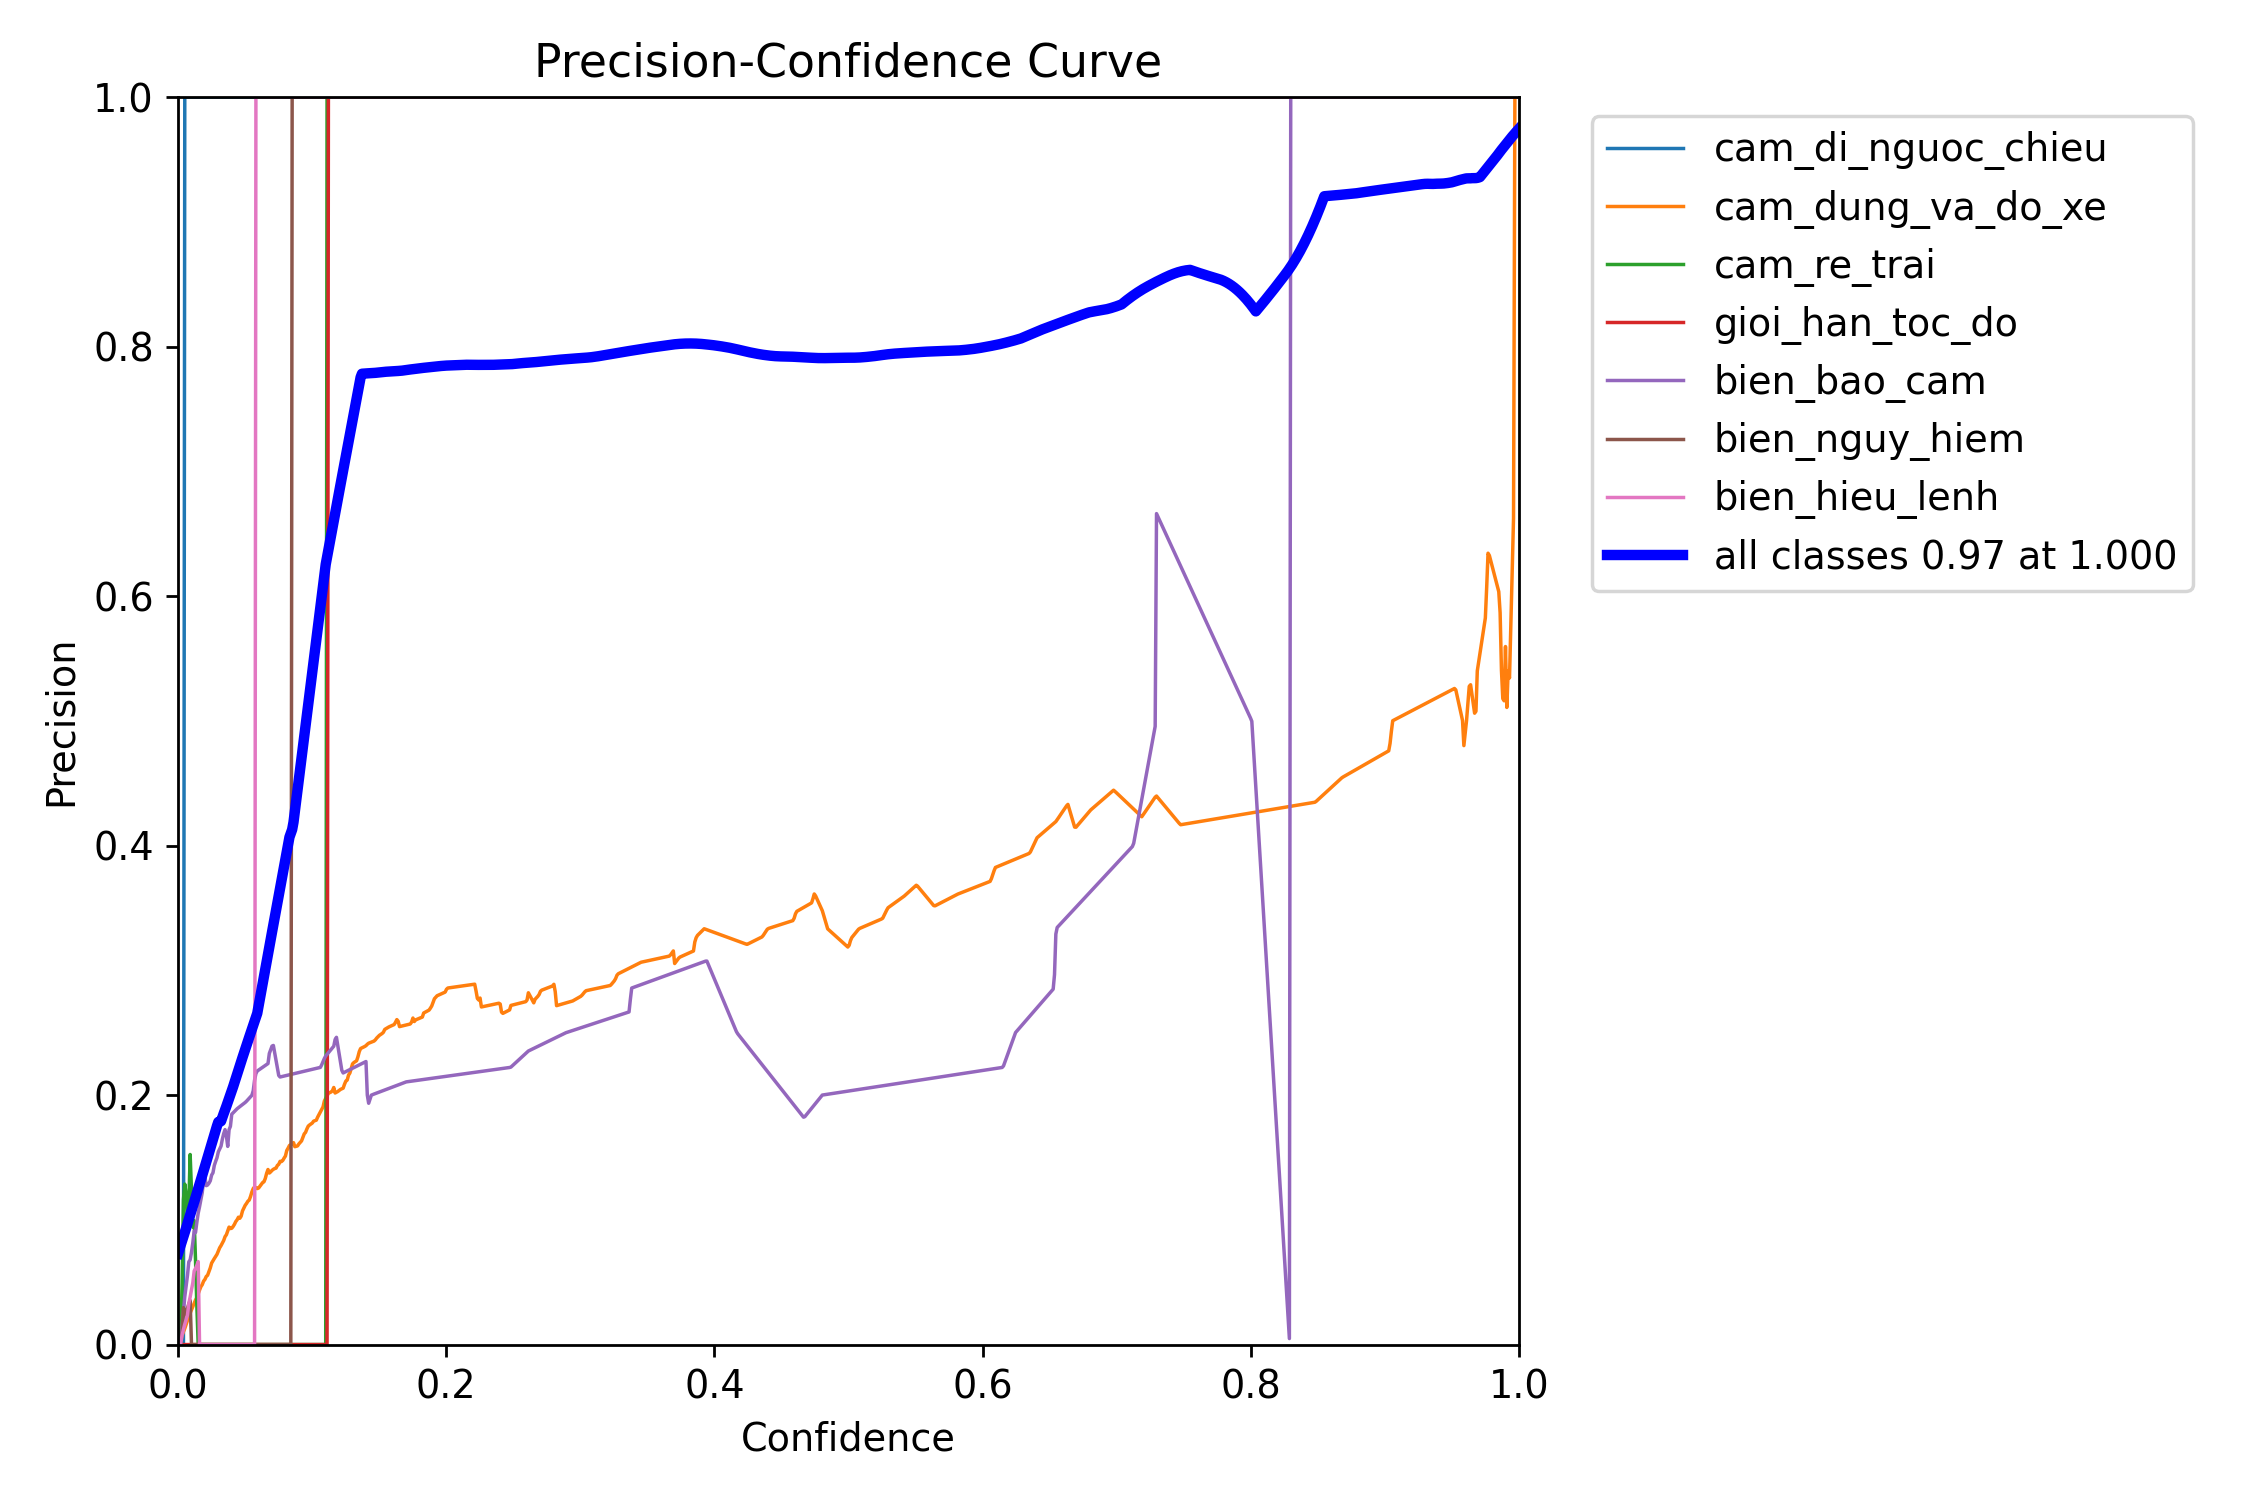 Precision-Confidence Curve
1.0
0.8
0.6
0.4
0.2
0.0
Precision
0.0 0.2 0.4 0.6 0.8 1.0
Confidence
cam_di_nguoc_chieu
cam_dung_va_do_xe
cam_re_trai
gioi_han_toc_do
bien_bao_cam
bien_nguy_hiem
bien_hieu_lenh
all classes 0.97 at 1.000